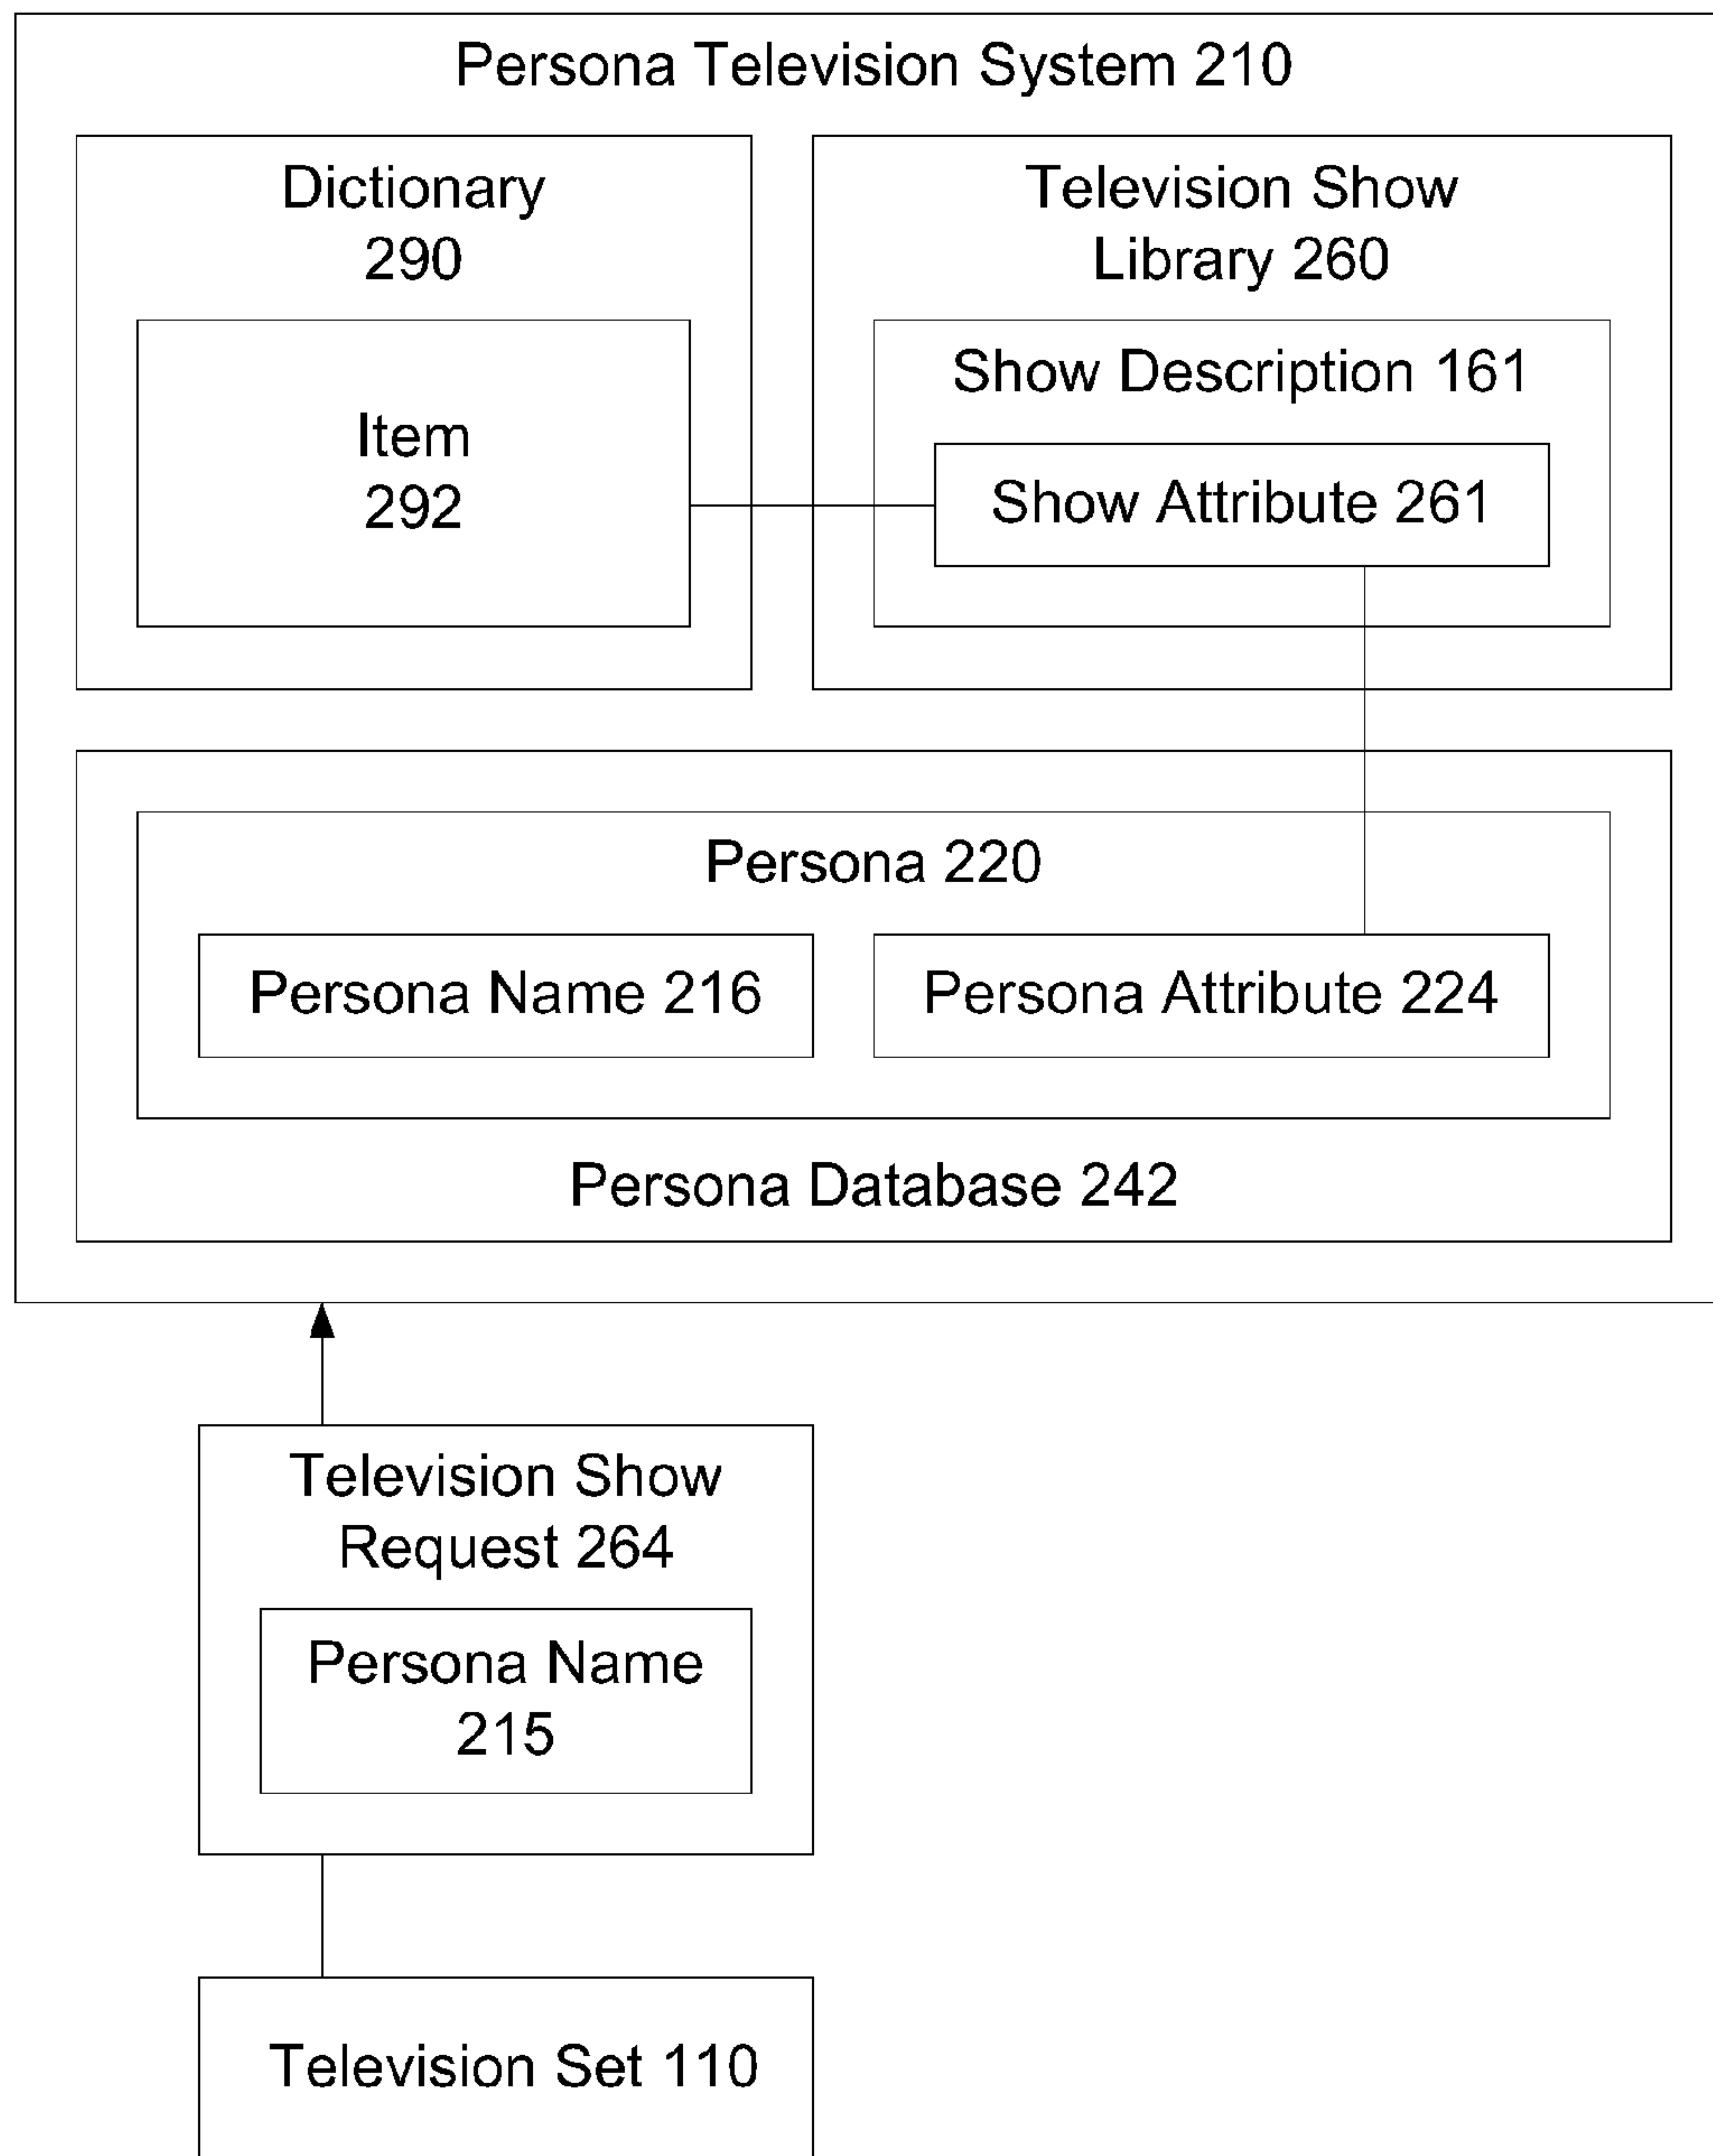 Persona Television System 210
Dictionary
290
Television Show
Library 260
Item
292
Show Description 161
Show Attribute 261
Persona 220
Persona Name 216
Persona Attribute 224
Persona Database 242
Television Show
Request 264
Persona Name
215
Television Set 110